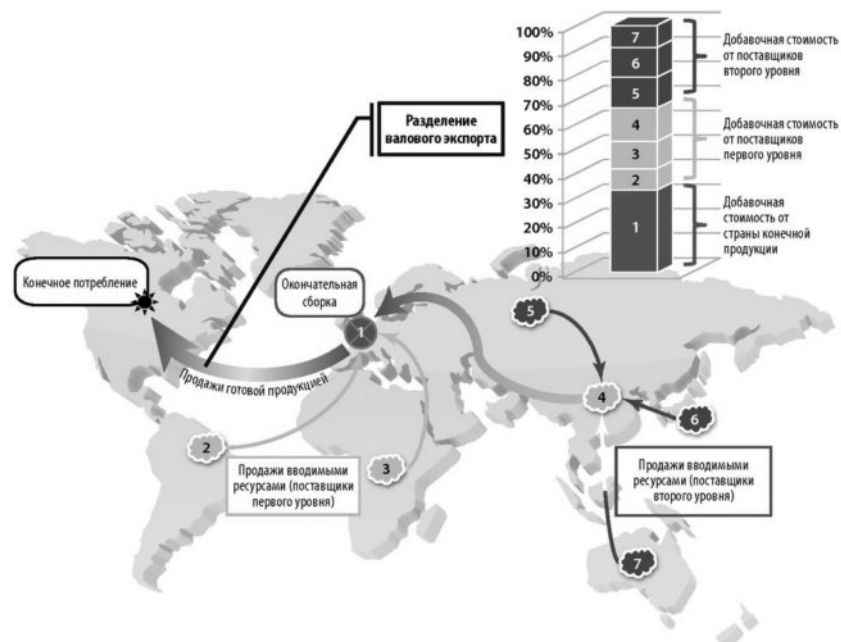 100%
90%
80%
70%
60%
50%
40%
30%
20%
10%
0%
7
6
5
4
3
2
1
Добавочная стоимость
от поставщиков
второго уровня
Добавочная стоимость
от поставщиков
первого уровня
Добавочная
стоимость от
страны конечной
продукции
Разделение
валового экспорта
Конечное потребление
Окончательная
сборка
1
Продажи готовой продукцией
5
4
6
2
3
Продажи вводимыми
ресурсами (поставщики
первого уровня)
Продажи вводимыми
ресурсами (поставщики
второго уровня)
7